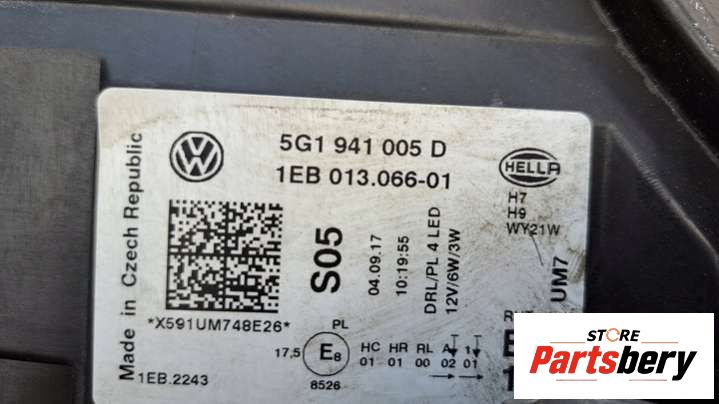 5G1 941 005 D
1EB 013.066-01
HELLA
H7
H9
WY21W
UM7
Made in Czech Republic
S05
04.09.17
10:19:55
DRL/PL 4 LED
12V/6W/3W
*X591UM748E26*
1EB.2243
PL
17,5 E8
8526
HC HR RL A 1
01 01 00 02 01
STORE
Partsbery